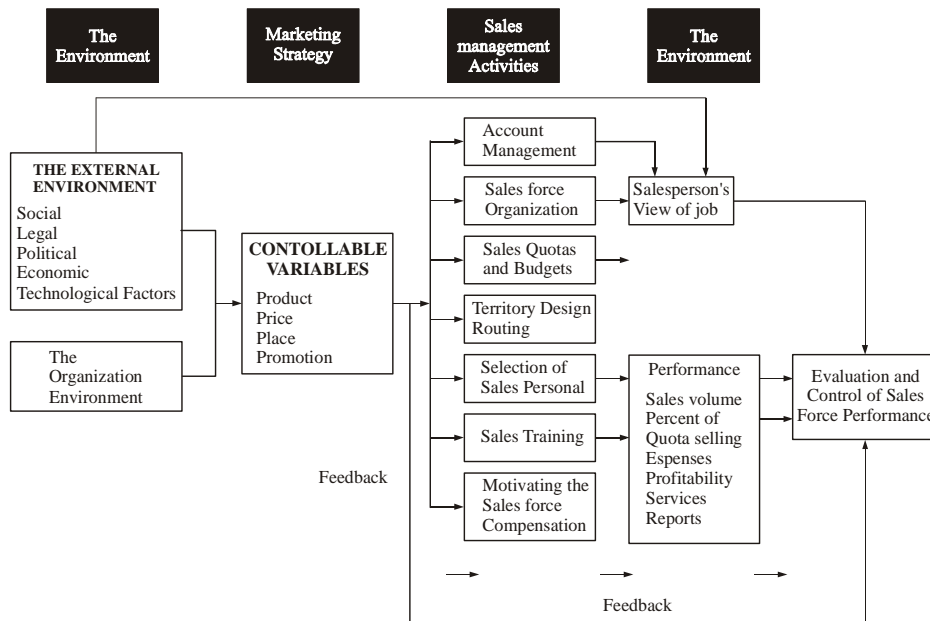 The
Environment
Marketing
Strategy
Sales
management
Activities
The
Environment
THE EXTERNAL
ENVIRONMENT
Social
Legal
Political
Economic
Technological Factors
The
Organization
Environment
CONTOLLABLE
VARIABLES
Product
Price
Place
Promotion
Account
Management
Sales force
Organization
Sales Quotas
and Budgets
Territory Design
Routing
Selection of
Sales Personal
Sales Training
Motivating the
Sales force
Compensation
Salesperson's
View of job
Performance
Sales volume
Percent of
Quota selling
Espenses
Profitability
Services
Reports
Evaluation and
Control of Sales
Force Performance
Feedback
Feedback